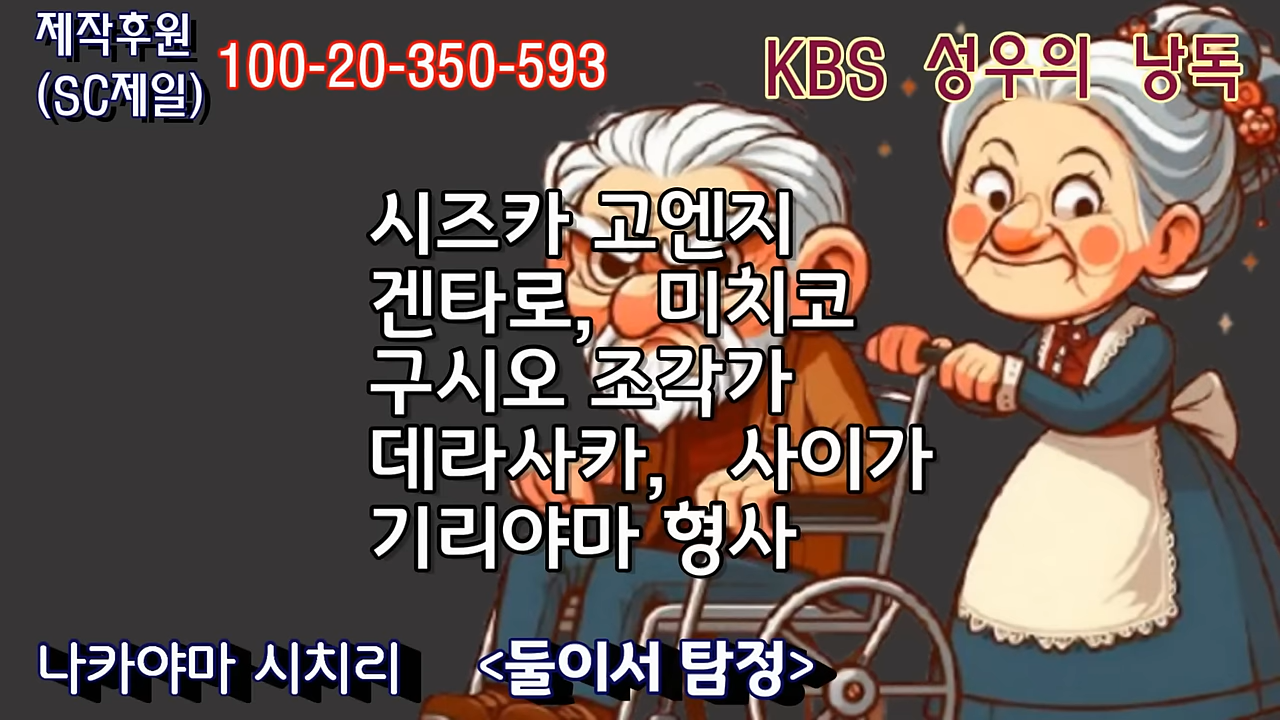 제작후원
(SC제일)
100-20-350-593
KBS 성우의 낭독
시즈카 고엔지
겐타로, 미치코
구시오 조각가
데라사카, 사이가
기리야마 형사
나카야마 시치리 <둘이서 탐정>